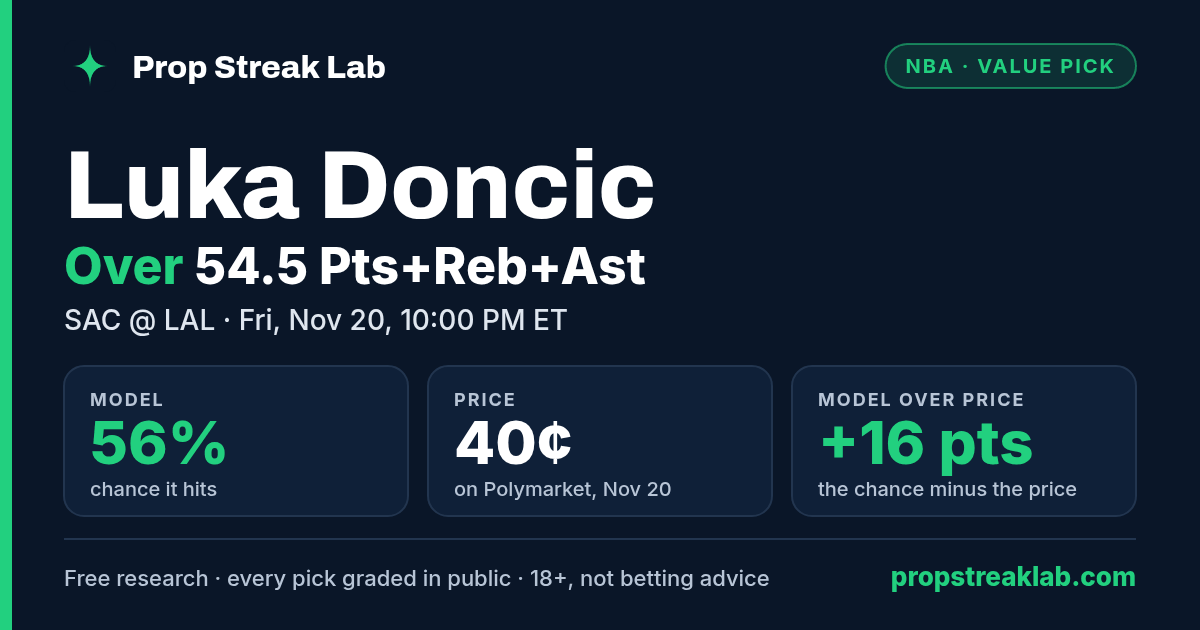 Prop Streak Lab
NBA · VALUE PICK
Luka Doncic
Over 54.5 Pts+Reb+Ast
SAC @ LAL · Fri, Nov 20, 10:00 PM ET
MODEL
56%
chance it hits
PRICE
40¢
on Polymarket, Nov 20
MODEL OVER PRICE
+16 pts
the chance minus the price
Free research · every pick graded in public · 18+, not betting advice
propstreaklab.com